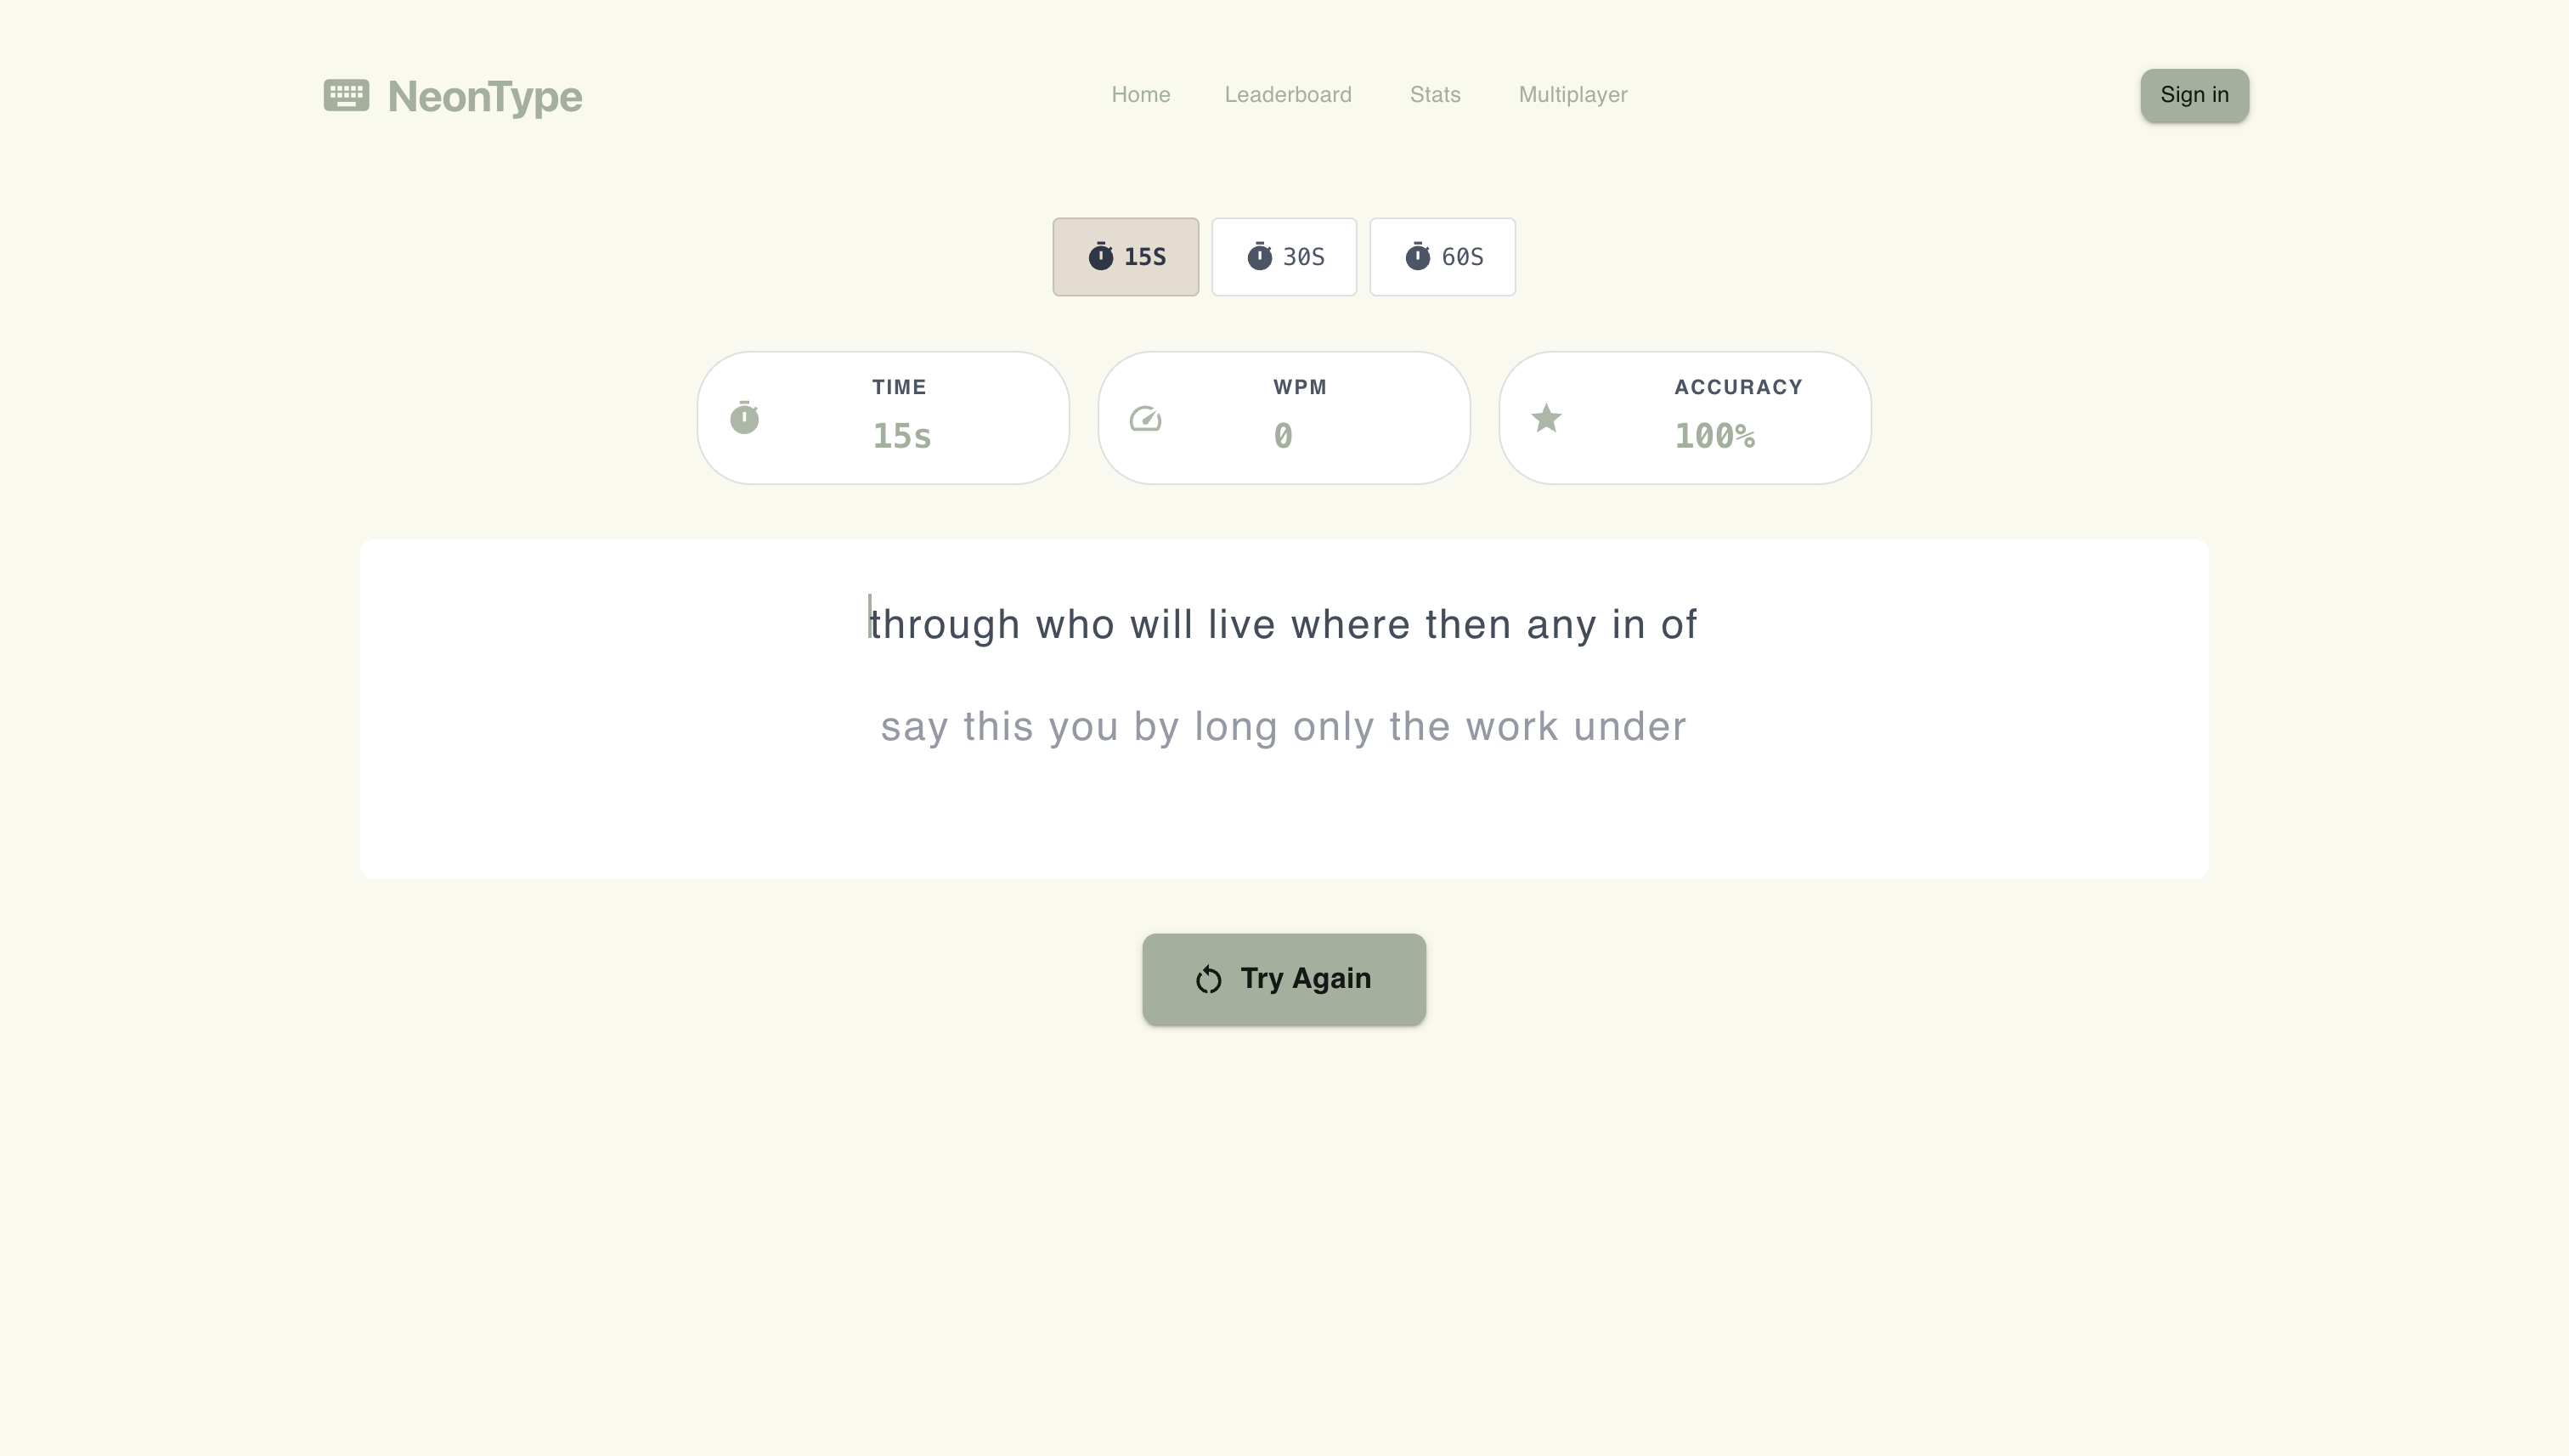 NeonType
Home Leaderboard Stats Multiplayer
Sign in
15S 30S 60S
TIME WPM ACCURACY
15s 0 100%
through who will live where then any in of
say this you by long only the work under
Try Again